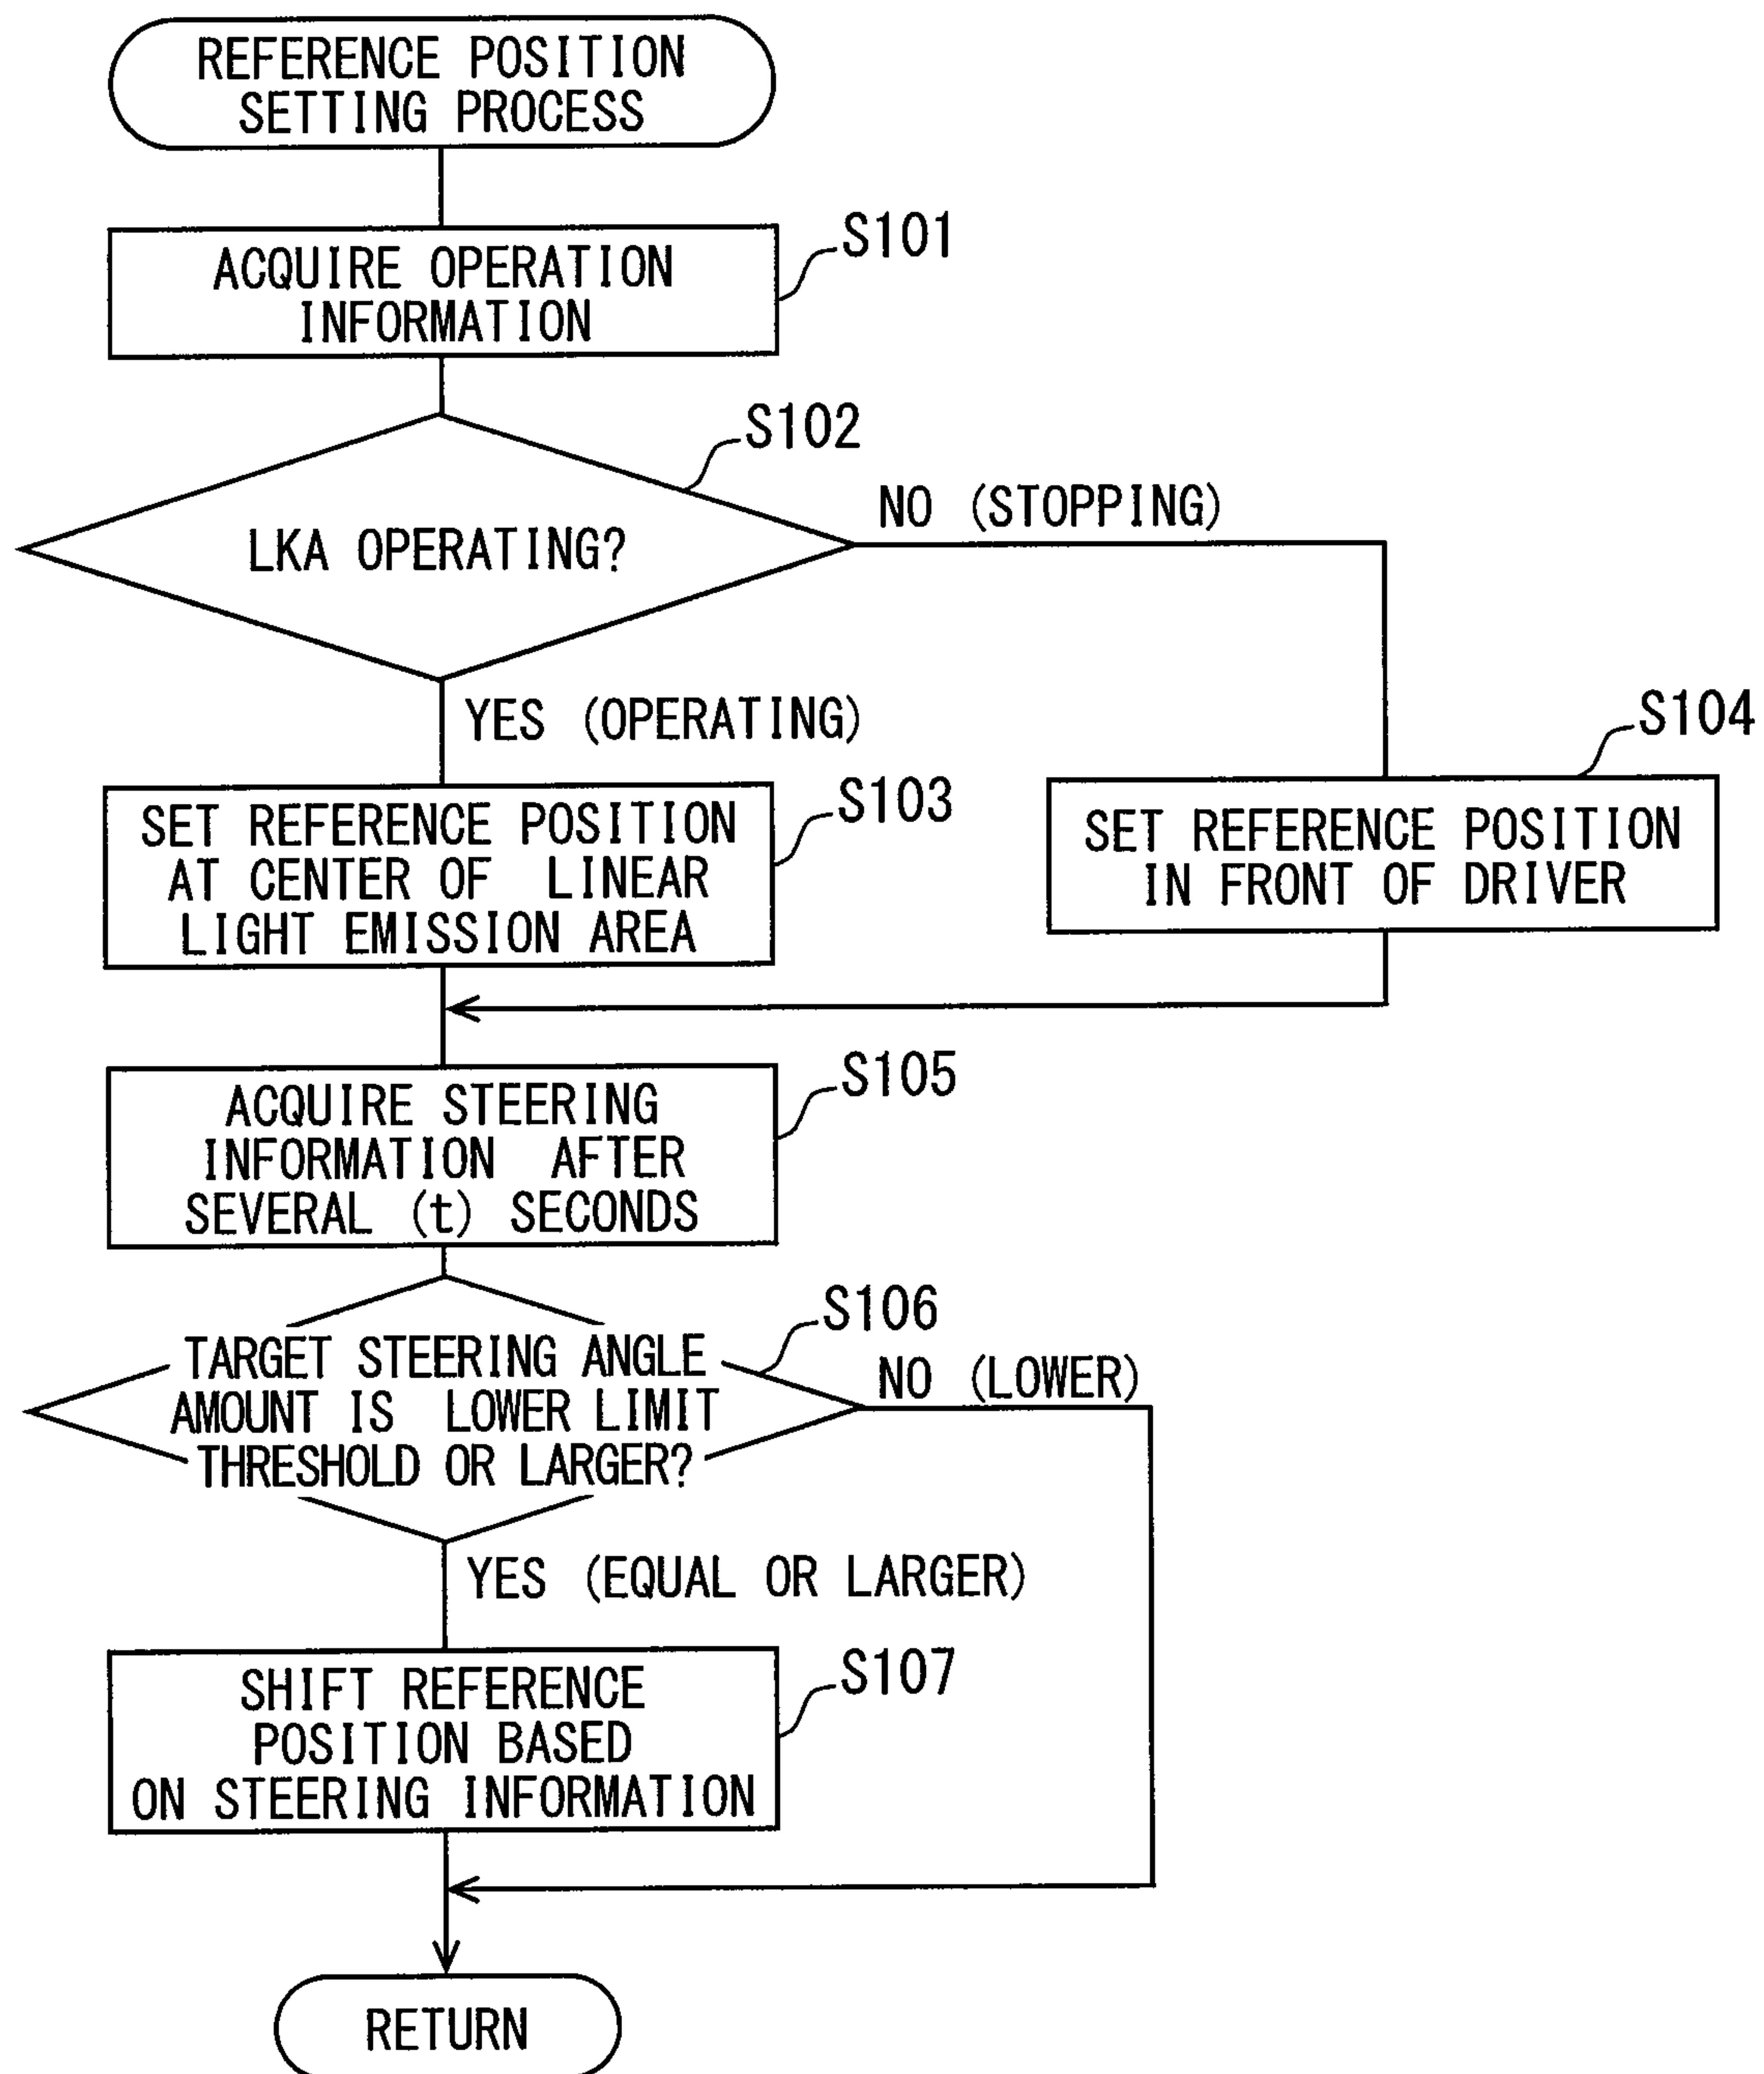 REFERENCE POSITION
SETTING PROCESS
S101
ACQUIRE OPERATION
INFORMATION
S102
LKA OPERATING?
NO (STOPPING)
YES (OPERATING)
S103
SET REFERENCE POSITION
AT CENTER OF LINEAR
LIGHT EMISSION AREA
S104
SET REFERENCE POSITION
IN FRONT OF DRIVER
S105
ACQUIRE STEERING
INFORMATION AFTER
SEVERAL (t) SECONDS
S106
TARGET STEERING ANGLE
AMOUNT IS LOWER LIMIT
THRESHOLD OR LARGER?
NO (LOWER)
YES (EQUAL OR LARGER)
S107
SHIFT REFERENCE
POSITION BASED
ON STEERING INFORMATION
RETURN